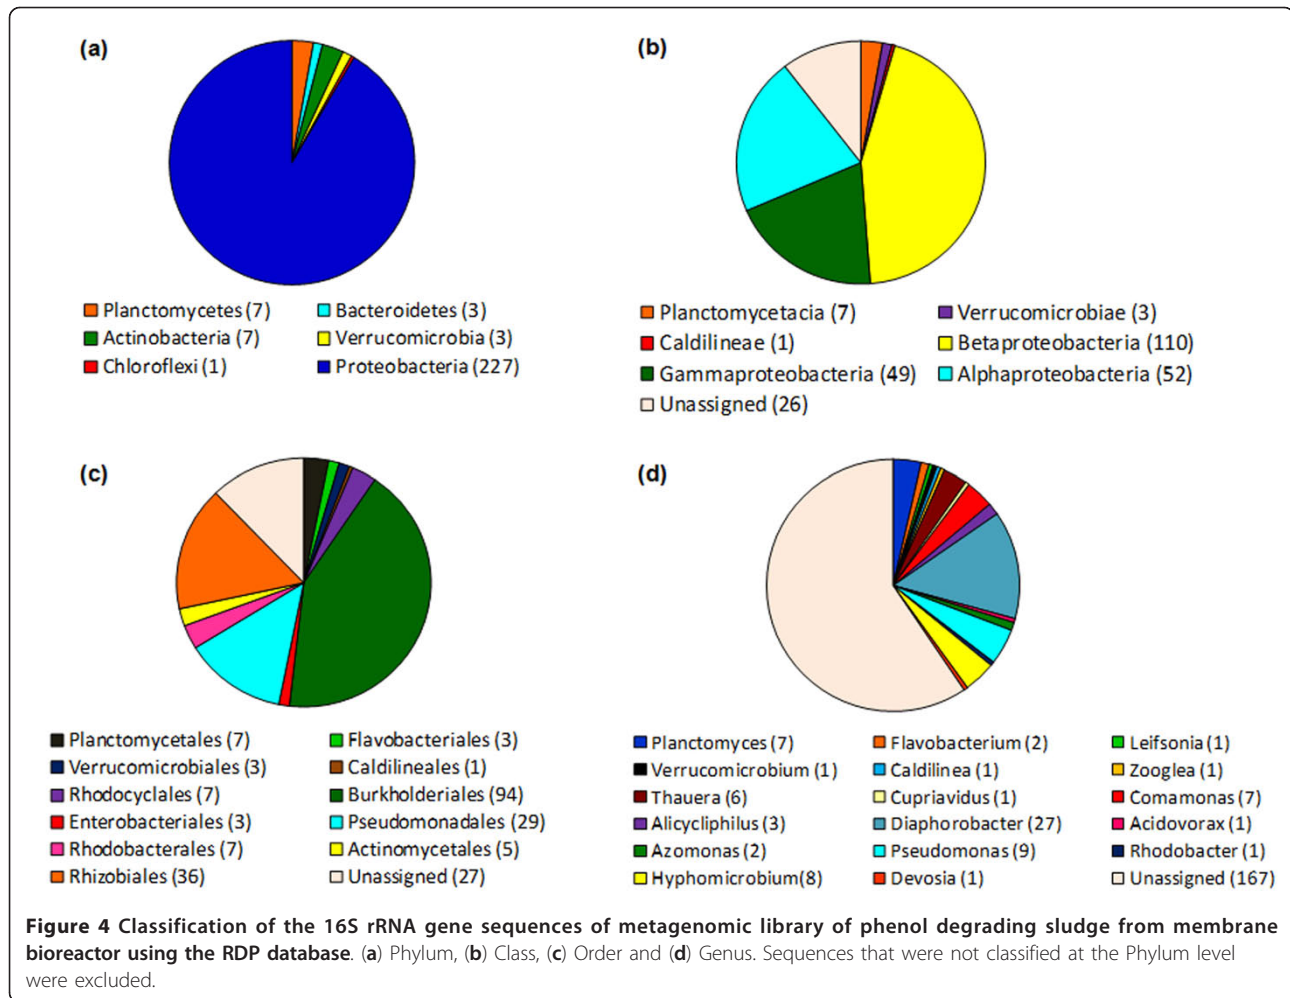 (a)
Planctomycetes (7) Bacteroidetes (3)
Actinobacteria (7) Verrucomicrobia (3)
Chloroflexi (1) Proteobacteria (227)
(b)
Planctomycetacia (7) Verrucomicrobiae (3)
Caldilineae (1) Betaproteobacteria (110)
Gammaproteobacteria (49) Alphaproteobacteria (52)
Unassigned (26)
(c)
Planctomycetales (7) Flavobacteriales (3)
Verrucomicrobiales (3) Caldilineales (1)
Rhodocyclales (7) Burkholderiales (94)
Enterobacteriales (3) Pseudomonadales (29)
Rhodobacterales (7) Actinomycetales (5)
Rhizobiales (36) Unassigned (27)
(d)
Planctomyces (7) Flavobacterium (2) Leifsonia (1)
Verrucomicrobium (1) Caldilinea (1) Zooglea (1)
Thauera (6) Cupriavidus (1) Comamonas (7)
Alicycliphilus (3) Diaphorobacter (27) Acidovorax (1)
Azomonas (2) Pseudomonas (9) Rhodobacter (1)
Hyphomicrobium(8) Devosia (1) Unassigned (167)
Figure 4 Classification of the 16S rRNA gene sequences of metagenomic library of phenol degrading sludge from membrane
bioreactor using the RDP database. (a) Phylum, (b) Class, (c) Order and (d) Genus. Sequences that were not classified at the Phylum level
were excluded.